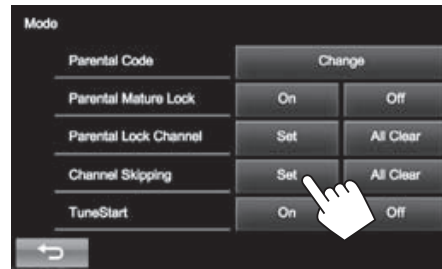 Mode
Parental Code Change
Parental Mature Lock On Off
Parental Lock Channel Set All Clear
Channel Skipping Set All Clear
TuneStart On Off